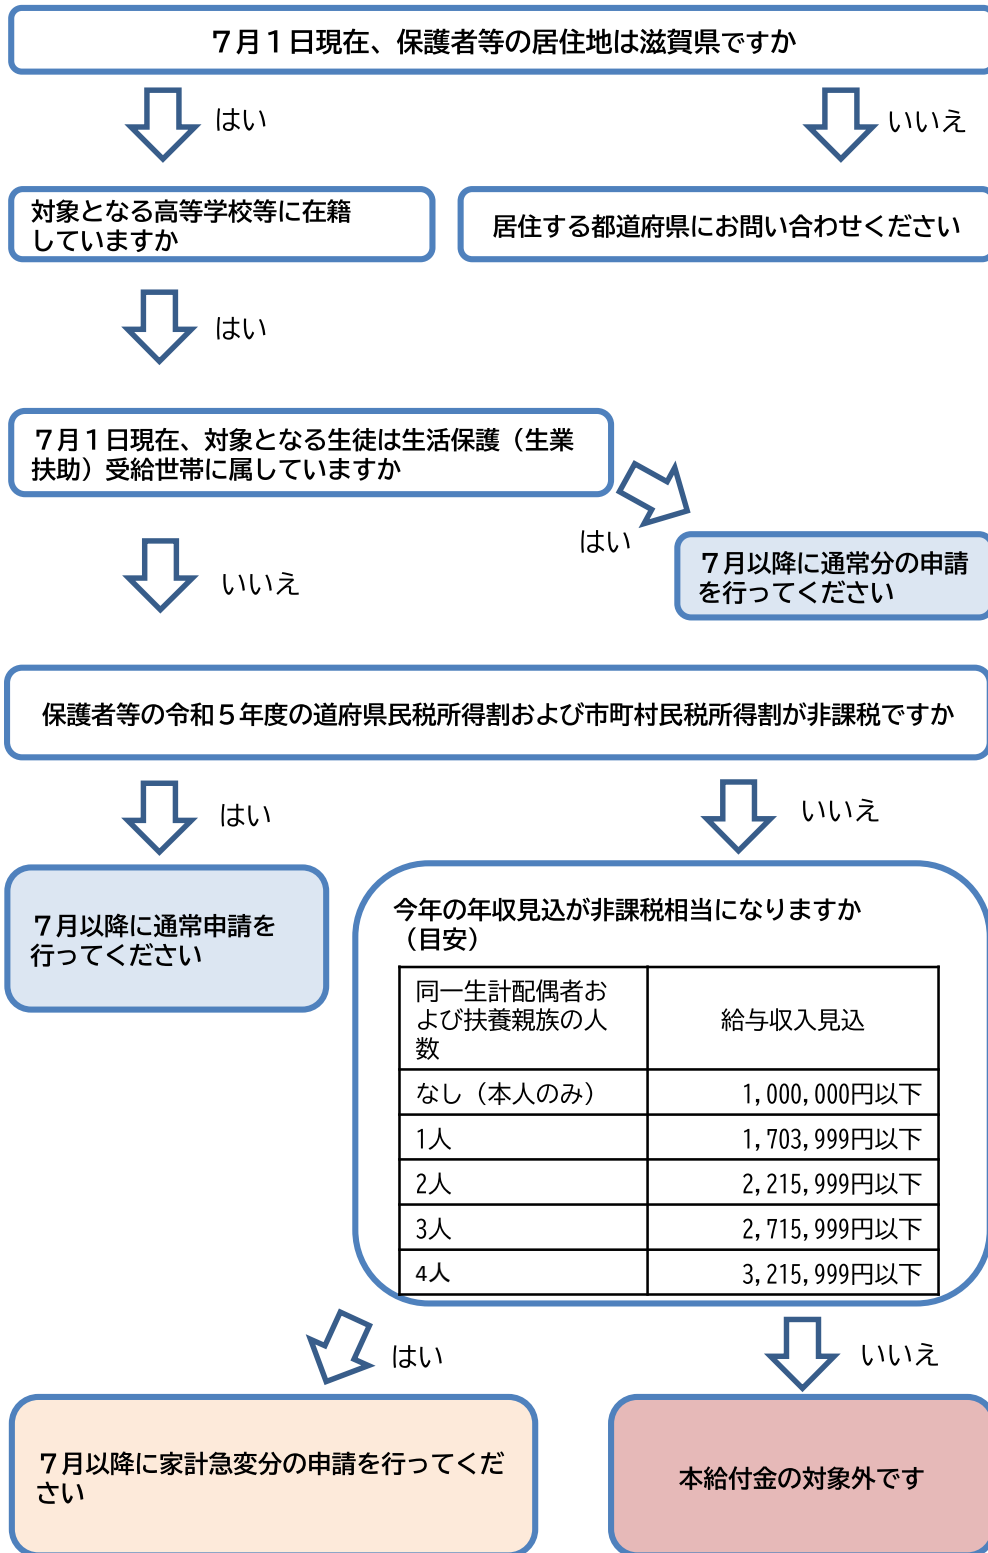 ７月１日現在、保護者等の居住地は滋賀県ですか
はい
いいえ
対象となる高等学校等に在籍
していますか
居住する都道府県にお問い合わせください
はい
７月１日現在、対象となる生徒は生活保護（生業
扶助）受給世帯に属していますか
はい
７月以降に通常分の申請
を行ってください
いいえ
保護者等の令和５年度の道府県民税所得割および市町村民税所得割が非課税ですか
はい
いいえ
７月以降に通常申請を
行ってください
今年の年収見込が非課税相当になりますか
（目安）
同一生計配偶者お
よび扶養親族の人
数
給与収入見込
なし（本人のみ） 1,000,000円以下
1人 1,703,999円以下
2人 2,215,999円以下
3人 2,715,999円以下
4人 3,215,999円以下
はい
いいえ
７月以降に家計急変分の申請を行ってくだ
さい
本給付金の対象外です